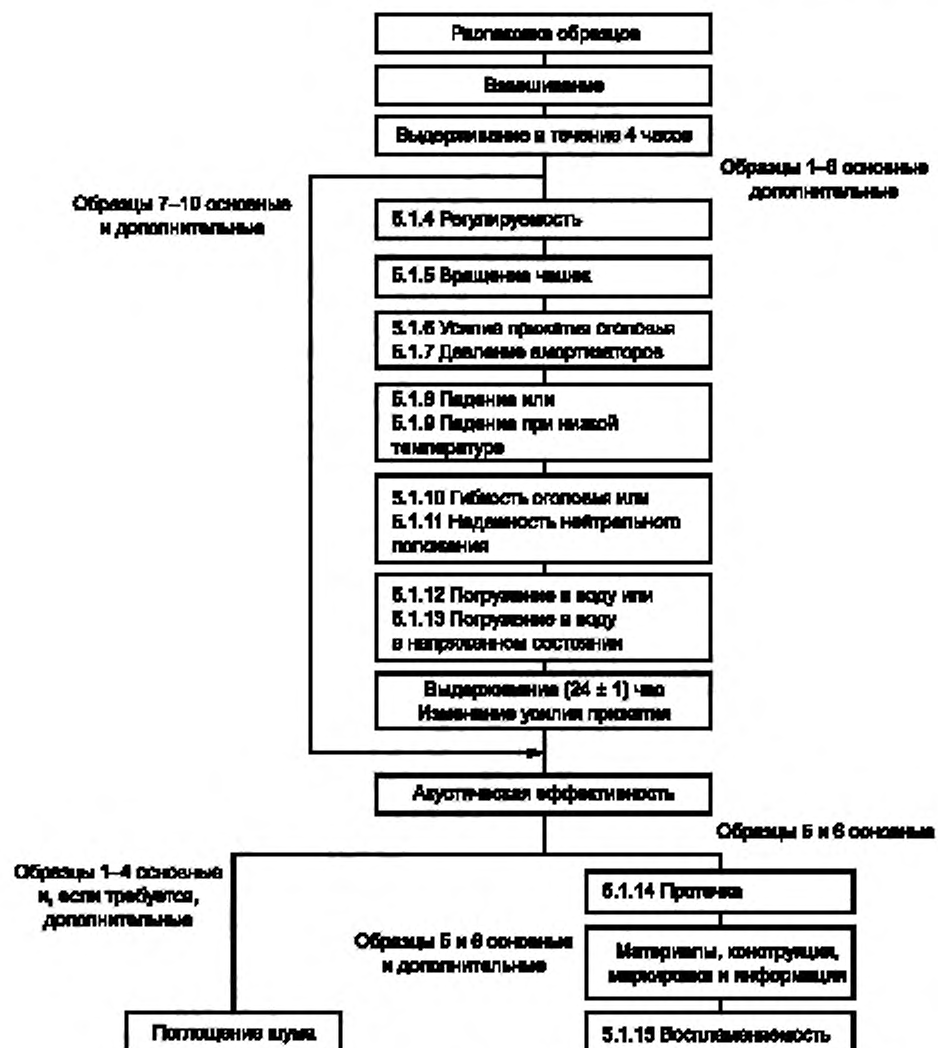 Распаковка образцов
Взвешивание
Выдерживание в течение 4 часов
Образцы 1–6 основные
дополнительные
Образцы 7–10 основные
и дополнительные
5.1.4 Регулируемость
5.1.5 Вращение чашек
5.1.6 Усилие прижатия оголовья
5.1.7 Давление амортизаторов
5.1.8 Падение или
5.1.9 Падение при низкой
температуре
5.1.10 Гибкость оголовья или
5.1.11 Надежность нейтрального
положения
5.1.12 Погружение в воду или
5.1.13 Погружение в воду
в напряженном состоянии
Выдерживание (24 ± 1) час
Изменение усилия прижатия
Акустическая эффективность
Образцы 5 и 6 основные
Образцы 1–4 основные
и, если требуется,
дополнительные
5.1.14 Протечка
Образцы 5 и 6 основные
и дополнительные
Материалы, конструкция,
маркировка и информация
Поглощение шума
5.1.15 Воспламеняемость